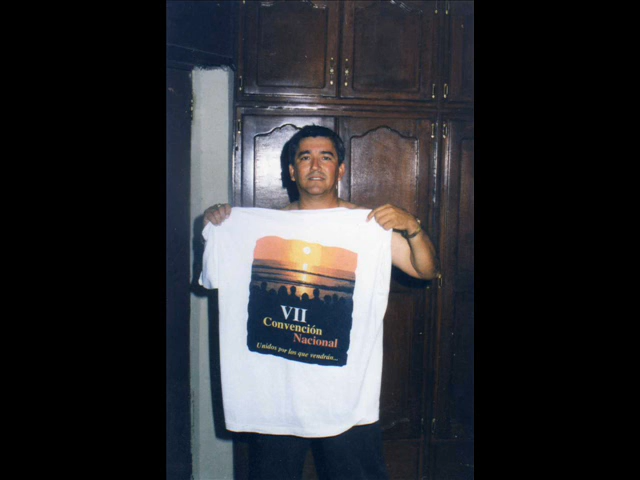 VII
Convención
Nacional
Unidos por los que vendrán...